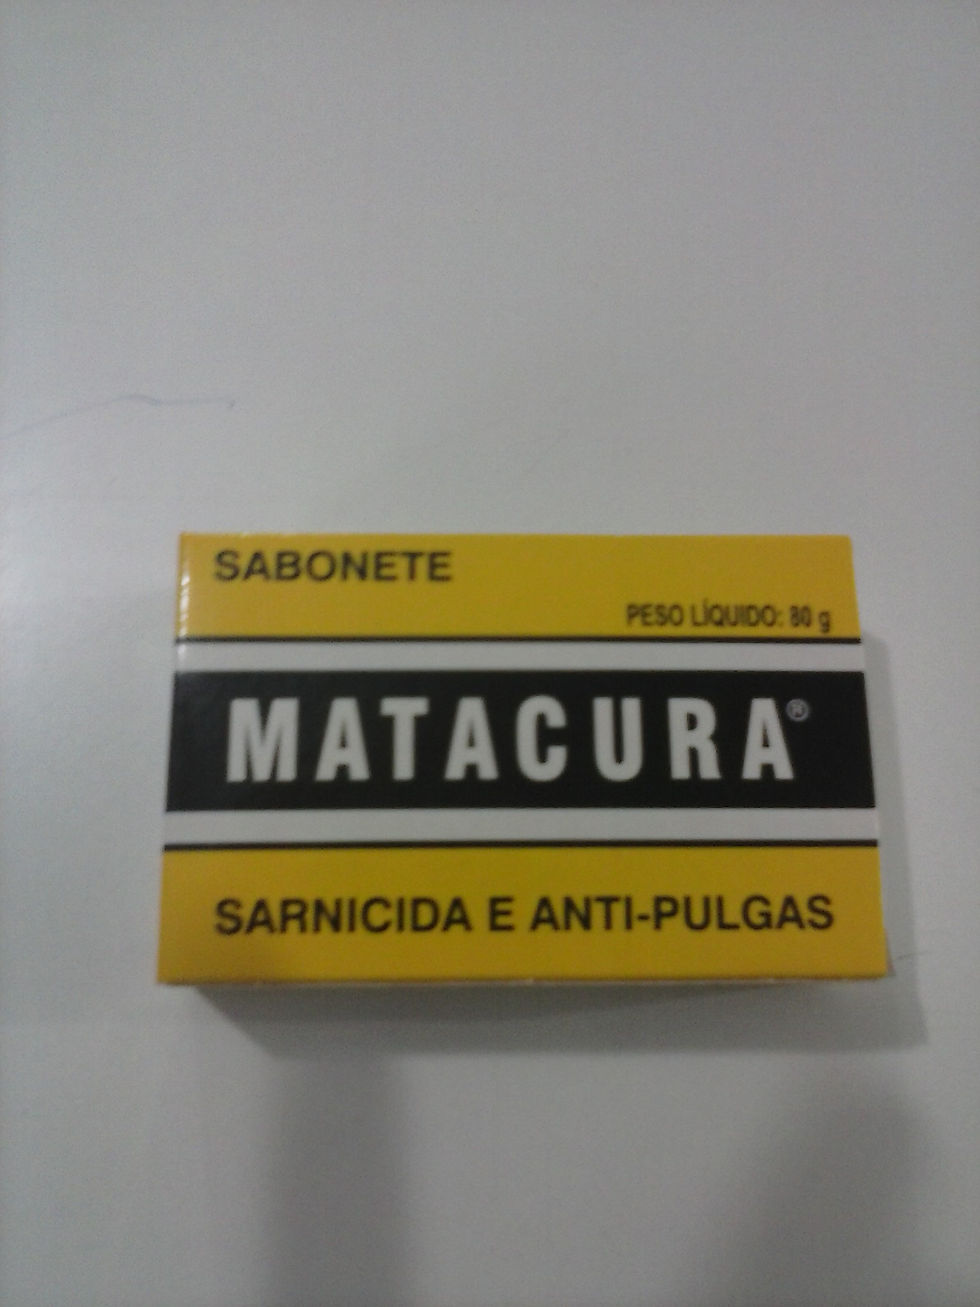 SABONETE
PESO LÍQUIDO: 80 g
MATACURA®
SARNICIDA E ANTI-PULGAS